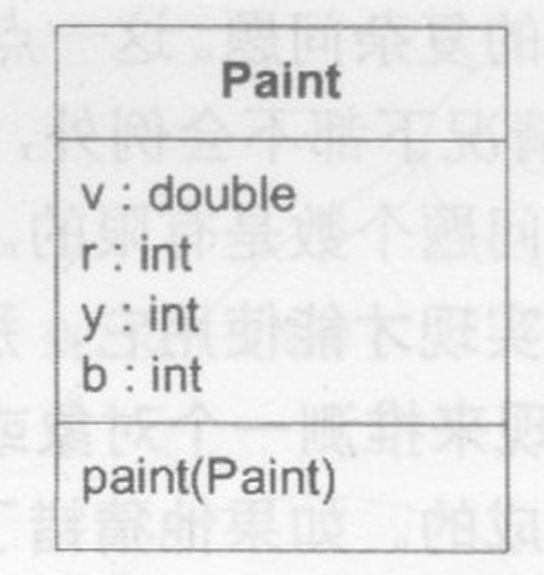 Paint
v : double
r : int
y : int
b : int
paint(Paint)